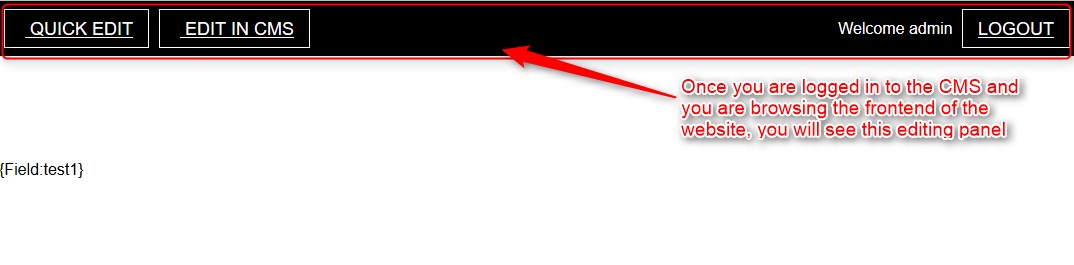 QUICK EDIT EDIT IN CMS Welcome admin LOGOUT
Once you are logged in to the CMS and
you are browsing the frontend of the
website, you will see this editing panel
{Field:test1}